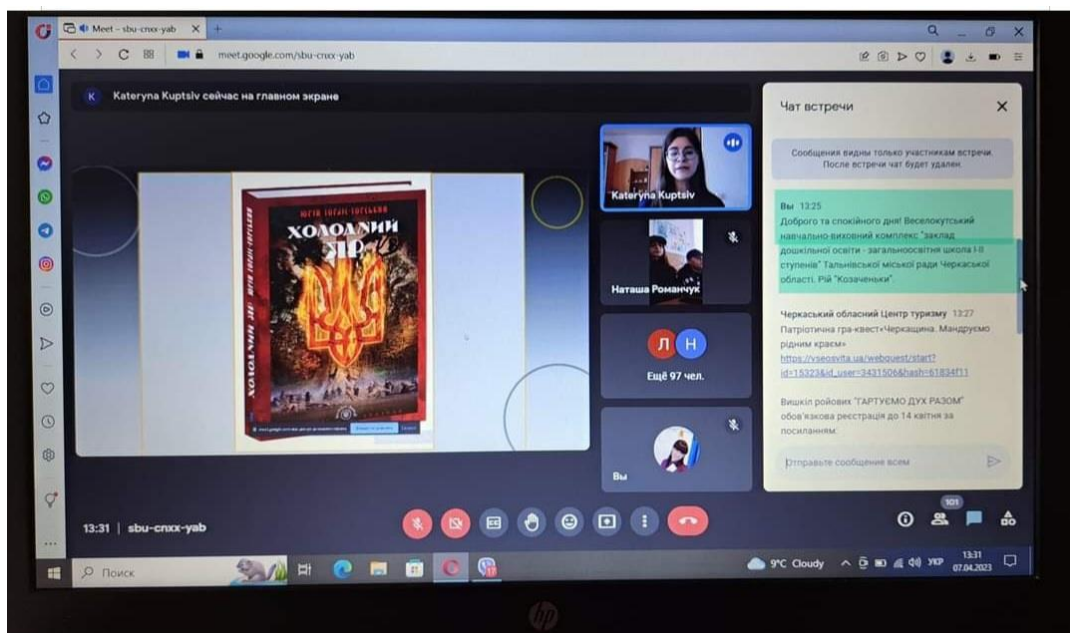 Meet – sbu-cnxx-yab
meet.google.com/sbu-cnxx-yab
K Kateryna Kuptsiv сейчас на главном экране
ХОЛОДНИЙ
ЯР
ХОЛОДНИЙ ЯР
Kateryna Kuptsiv
Наташа Романчук
Л Н
Ещё 97 чел.
Вы
Чат встречи
Сообщения видны только участникам встречи.
После встречи чат будет удален.
Вы 13:25
Доброго та спокійного дня! Веселокутський
навчально-виховний комплекс "заклад
дошкільної освіти - загальноосвітня школа І-ІІ
ступенів" Тальнівської міської ради Черкаської
області. Рій "Козаченьки".
Черкаський обласний Центр туризму 13:27
Патріотична гра-квест«Черкащина. Мандруємо
рідним краєм»
https://vseosvita.ua/webquest/start?
id=15323&id_user=3431506&hash=61834f11
Вишкіл ройових "ГАРТУЄМО ДУХ РАЗОМ"
обов'язкова реєстрація до 14 квітня за
посиланням:
Отправьте сообщение всем
13:31 | sbu-cnxx-yab
101
Поиск
17
9°C Cloudy
УКР
13:31
07.04.2023
hp